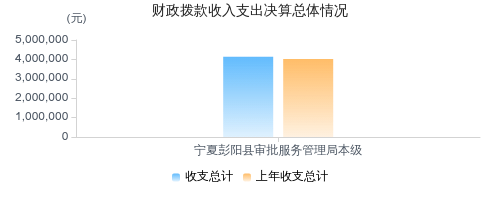 财政拨款收入支出决算总体情况
(元)
5,000,000
4,000,000
3,000,000
2,000,000
1,000,000
0
宁夏彭阳县审批服务管理局本级
收支总计 上年收支总计